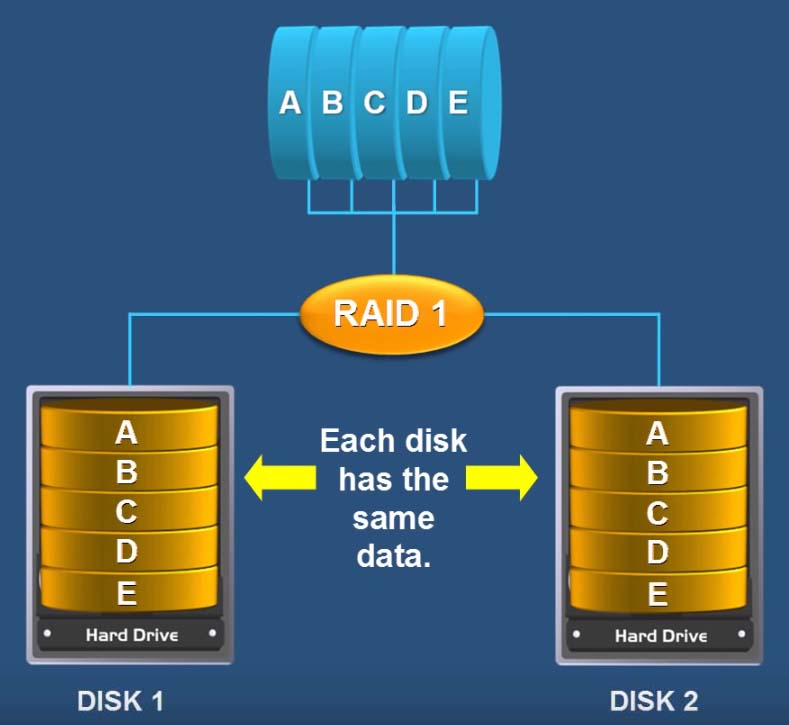 A B C D E
RAID 1
A
B
C
D
E
Hard Drive
DISK 1
Each disk
has the
same
data.
A
B
C
D
E
Hard Drive
DISK 2